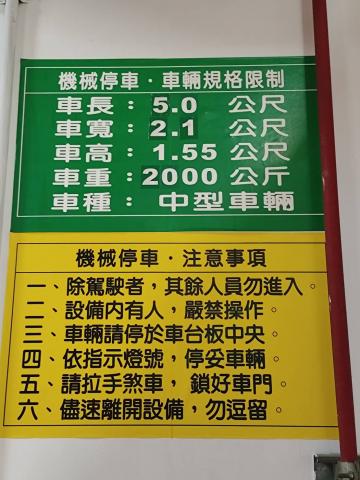 機械停車·車輛規格限制
車長：5.0 公尺
車寬：2.1 公尺
車高：1.55 公尺
車重：2000 公斤
車種：中型車輛
機械停車·注意事項
一、除駕駛者，其餘人員勿進入。
二、設備內有人，嚴禁操作。
三、車輛請停於車台板中央。
四、依指示燈號，停妥車輛。
五、請拉手煞車，鎖好車門。
六、儘速離開設備，勿逗留。